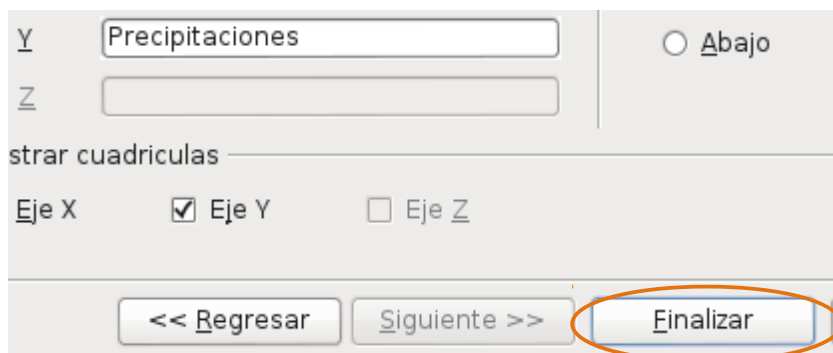 Y Precipitaciones Abajo
Z
strar cuadriculas
Eje X Eje Y Eje Z
<< Regresar Siguiente >> Finalizar